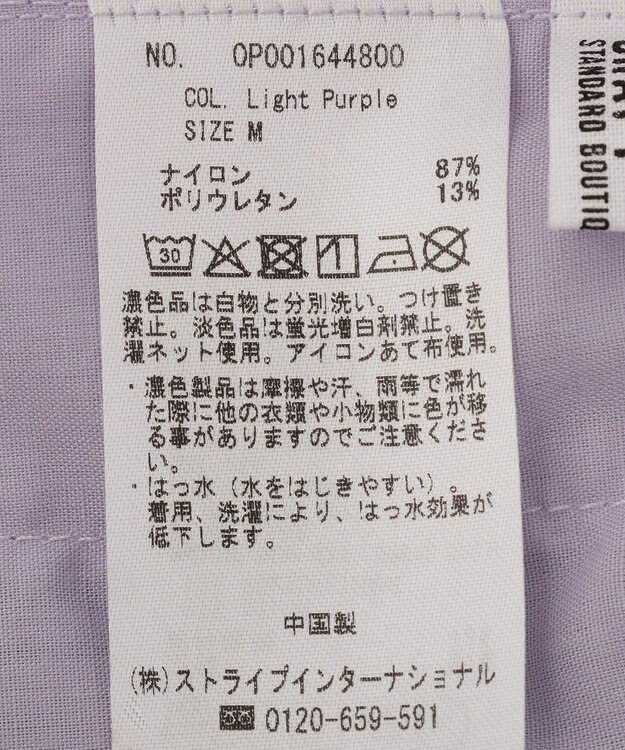 NO. OP001644800
COL. Light Purple
SIZE M
ナイロン 87%
ポリウレタン 13%
30
濃色品は白物と分別洗い。つけ置き
禁止。淡色品は蛍光増白剤禁止。洗
濯ネット使用。アイロンあて布使用。
・濃色製品は摩擦や汗、雨等で濡れ
た際に他の衣類や小物類に色が移
る事がありますのでご注意くださ
い。
・はっ水（水をはじきやすい）。
着用、洗濯により、はっ水効果が
低下します。
中国製
(株)ストライプインターナショナル
0120-659-591
STANDARD BOUTIQ